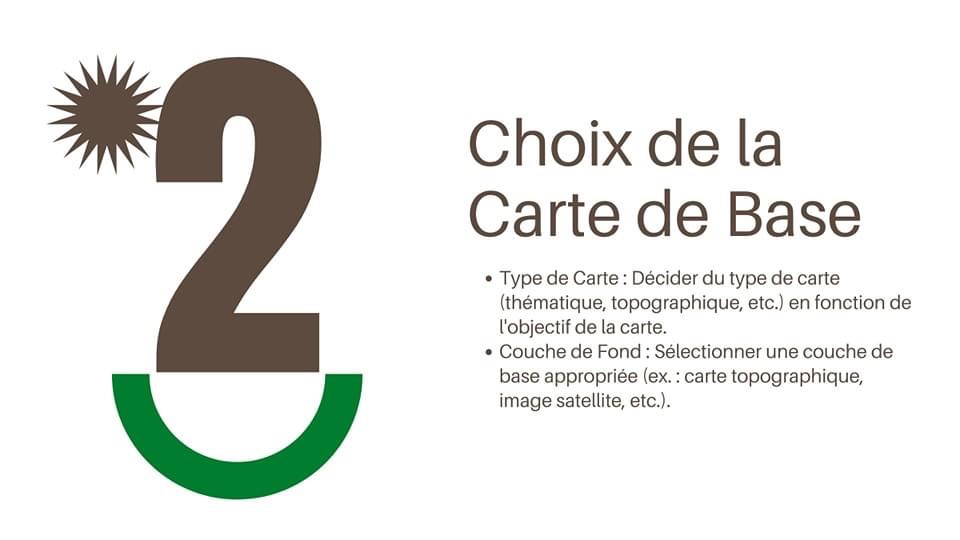 2
Choix de la
Carte de Base
• Type de Carte : Décider du type de carte
(thématique, topographique, etc.) en fonction de
l'objectif de la carte.
• Couche de Fond : Sélectionner une couche de
base appropriée (ex. : carte topographique,
image satellite, etc.).